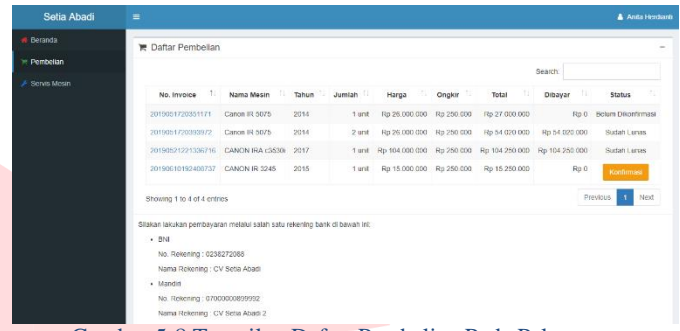 Setia Abadi
Anita Herdianti
Beranda
Pembelian
Servis Mesin
Daftar Pembelian
Search:
No. Invoice Nama Mesin Tahun Jumlah Harga Ongkir Total Dibayar Status
2019051720351171 Canon IR 5075 2014 1 unit Rp 26.000.000 Rp 250.000 Rp 27.000.000 Rp 0 Belum Dikonfirmasi
2019051720393972 Canon IR 5075 2014 2 unit Rp 26.000.000 Rp 250.000 Rp 54.020.000 Rp 54.020.000 Sudah Lunas
20190521221336716 CANON IRA c3530i 2017 1 unit Rp 104.000.000 Rp 250.000 Rp 104.250.000 Rp 104.250.000 Sudah Lunas
20190610192406737 CANON IR 3245 2015 1 unit Rp 15.000.000 Rp 250.000 Rp 15.250.000 Rp 0 Konfirmasi
Showing 1 to 4 of 4 entries
Previous 1 Next
Silakan lakukan pembayaran melalui salah satu rekening bank di bawah ini:
• BNI
No. Rekening : 0238272088
Nama Rekening : CV Setia Abadi
• Mandiri
No. Rekening : 07000000899992
Nama Rekening : CV Setia Abadi 2